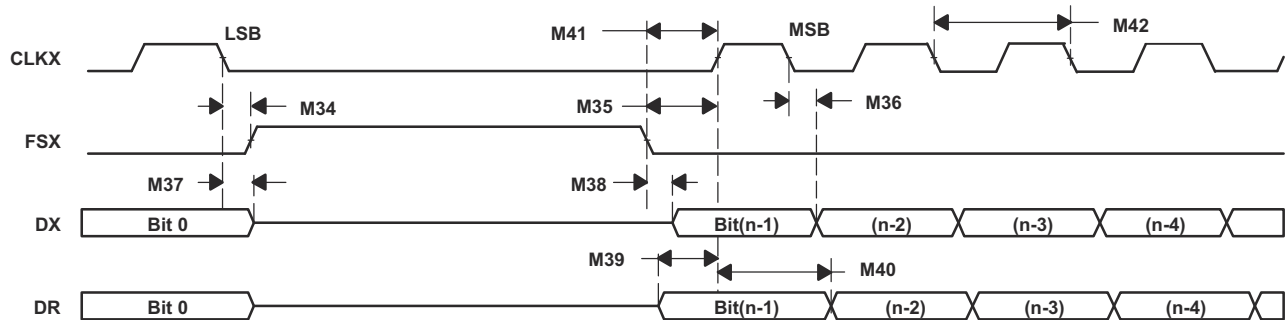 LSB
M41
MSB
M42
CLKX
M34
M35
M36
FSX
M37
M38
DX
Bit 0
Bit(n-1)
(n-2)
(n-3)
(n-4)
M39
M40
DR
Bit 0
Bit(n-1)
(n-2)
(n-3)
(n-4)